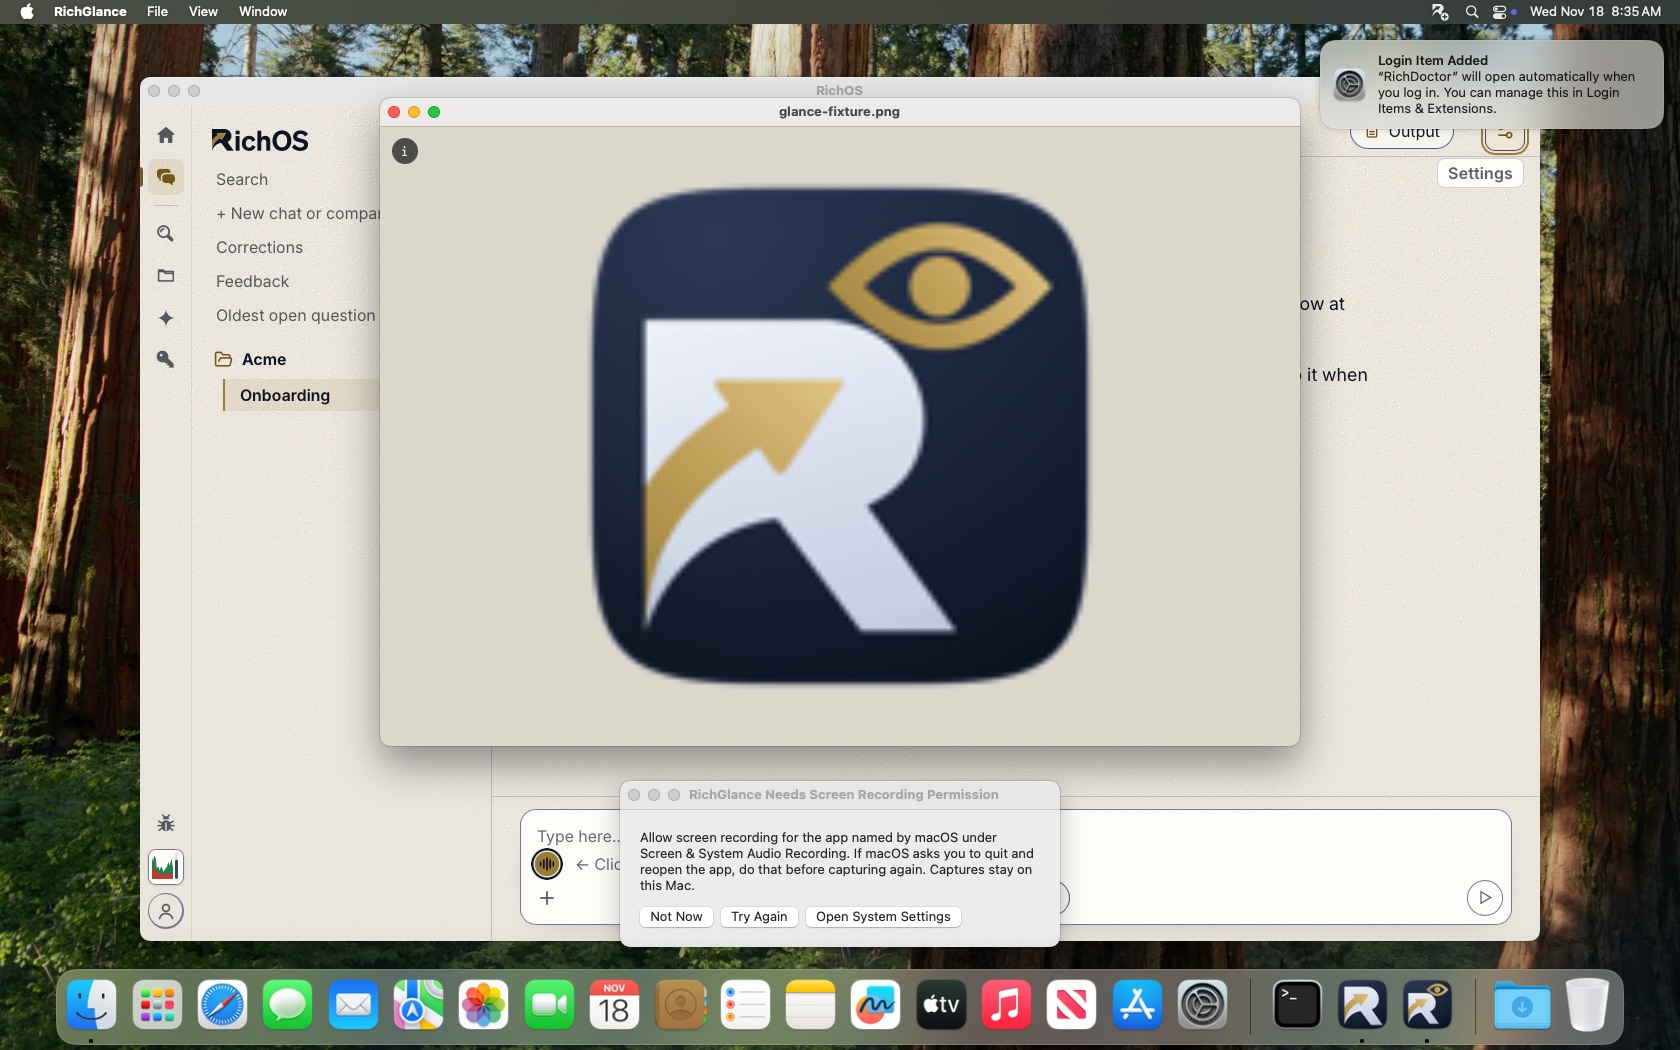 RichGlance File View Window
Wed Nov 18 8:35 AM
Login Item Added
“RichDoctor” will open automatically when
you log in. You can manage this in Login
Items & Extensions.
RichOS
glance-fixture.png
i
Output
Settings
RichOS
Search
+ New chat or compa
Corrections
Feedback
Oldest open question
Acme
Onboarding
ow at
it when
RichGlance Needs Screen Recording Permission
Allow screen recording for the app named by macOS under
Screen & System Audio Recording. If macOS asks you to quit and
reopen the app, do that before capturing again. Captures stay on
this Mac.
Not Now
Try Again
Open System Settings
Type here..
← Clic
NOV
18
tv
>_